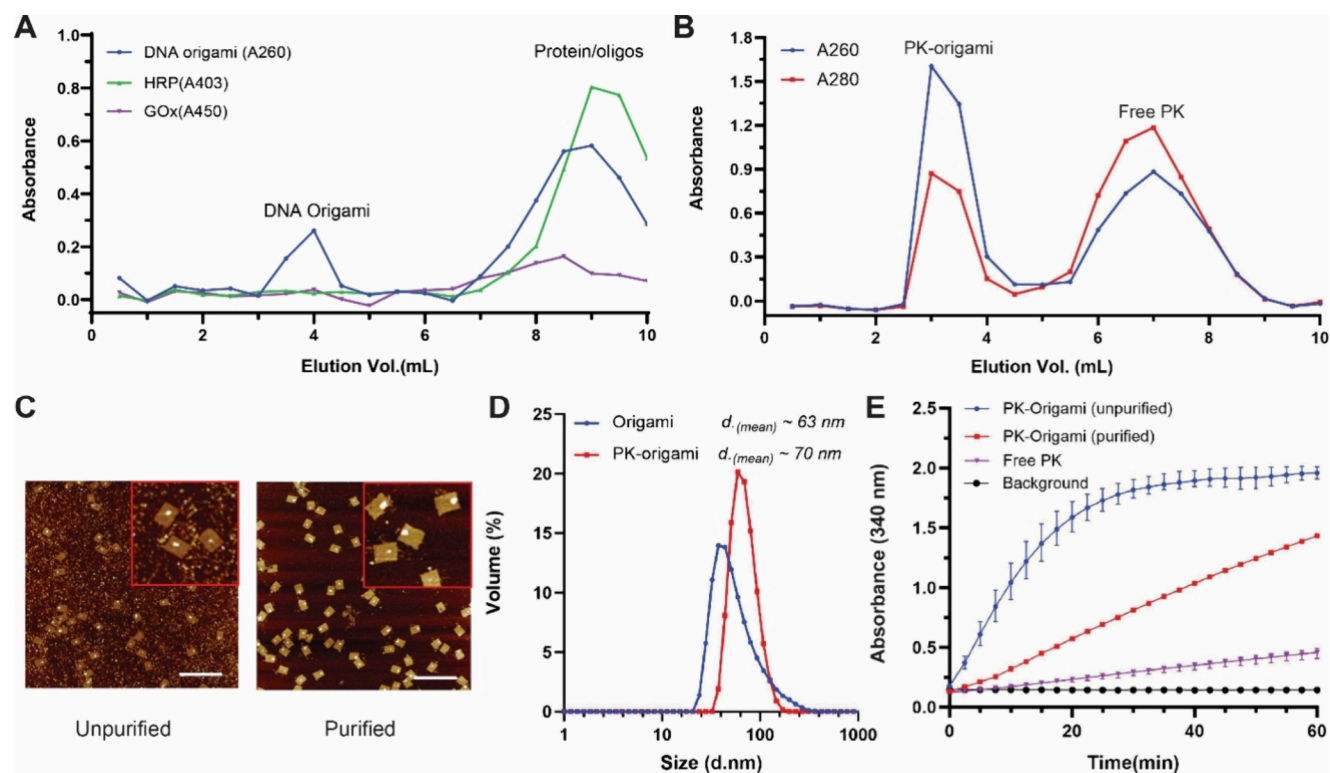 A
Absorbance
1.0
0.8
0.6
0.4
0.2
0.0
0
2
4
6
8
10
Elution Vol.(mL)
DNA origami (A260)
HRP(A403)
GOx(A450)
Protein/oligos
DNA Origami
B
Absorbance
1.8
1.5
1.2
0.9
0.6
0.3
0.0
0
2
4
6
8
10
Elution Vol. (mL)
A260
A280
PK-origami
Free PK
C
Unpurified
Purified
D
Volume (%)
25
20
15
10
5
0
1
10
100
1000
Size (d.nm)
Origami d.(mean) ~ 63 nm
PK-origami d.(mean) ~ 70 nm
E
Absorbance (340 nm)
2.5
2.0
1.5
1.0
0.5
0.0
0
20
40
60
Time(min)
PK-Origami (unpurified)
PK-Origami (purified)
Free PK
Background